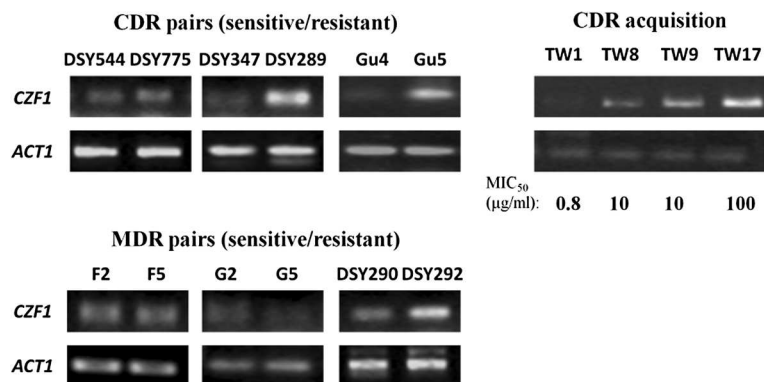 CDR pairs (sensitive/resistant)
DSY544 DSY775 DSY347 DSY289 Gu4 Gu5
CZF1
ACT1
CDR acquisition
TW1 TW8 TW9 TW17
MIC50
(µg/ml): 0.8 10 10 100
MDR pairs (sensitive/resistant)
F2 F5 G2 G5 DSY290 DSY292
CZF1
ACT1